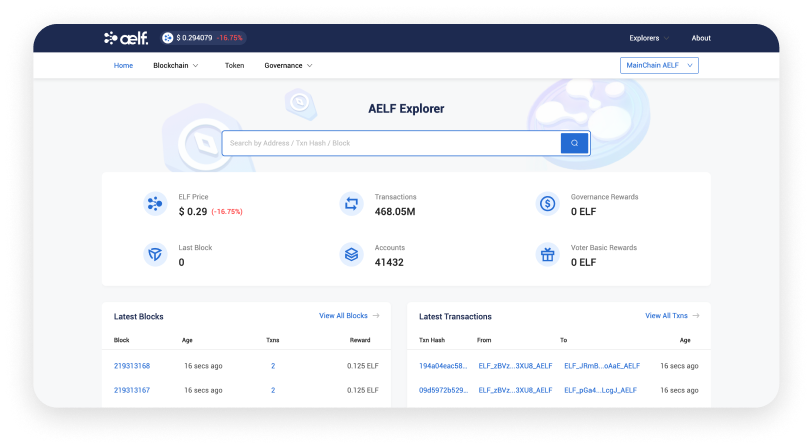 ælf. $ 0.294079 -16.75% Explorers About
Home Blockchain Token Governance MainChain AELF
AELF Explorer
Search by Address / Txn Hash / Block
ELF Price Transactions Governance Rewards
$ 0.29 (-16.75%) 468.05M 0 ELF
Last Block Accounts Voter Basic Rewards
0 41432 0 ELF
Latest Blocks View All Blocks → Latest Transactions View All Txns →
Block Age Txns Reward Txn Hash From To Age
219313168 16 secs ago 2 0.125 ELF 194a04eac58... ELF_zBVz...3XU8_AELF ELF_JRmB...oAaE_AELF 16 secs ago
219313167 16 secs ago 2 0.125 ELF 09d5972b529... ELF_zBVz...3XU8_AELF ELF_pGa4...LcgJ_AELF 16 secs ago